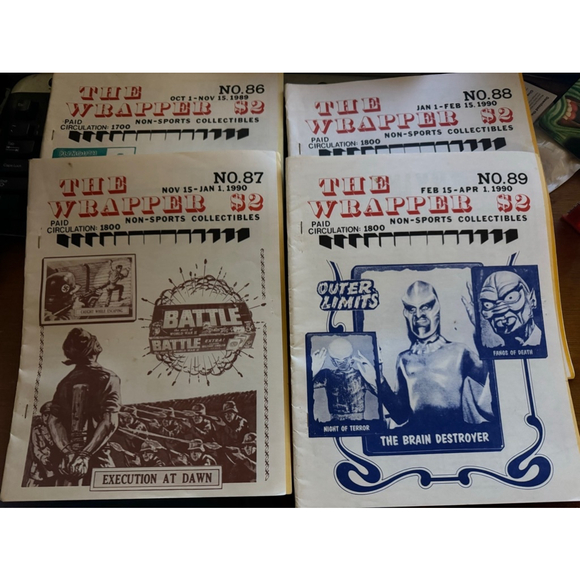 THE
WRAPPER $2
NO.86
OCT 1-NOV 15, 1989
PAID
CIRCULATION: 1700
NON-SPORTS COLLECTIBLES
THE
WRAPPER $2
NO.88
JAN 1-FEB 15, 1990
PAID
CIRCULATION: 1800
NON-SPORTS COLLECTIBLES
THE
WRAPPER $2
NO.87
NOV 15-JAN 1, 1990
PAID
CIRCULATION: 1800
NON-SPORTS COLLECTIBLES
BATTLE
BATTLE
EXECUTION AT DAWN
THE
WRAPPER $2
NO.89
FEB 15-APR 1, 1990
PAID
CIRCULATION: 1800
NON-SPORTS COLLECTIBLES
OUTER
LIMITS
FANGS OF DEATH
NIGHT OF TERROR
THE BRAIN DESTROYER